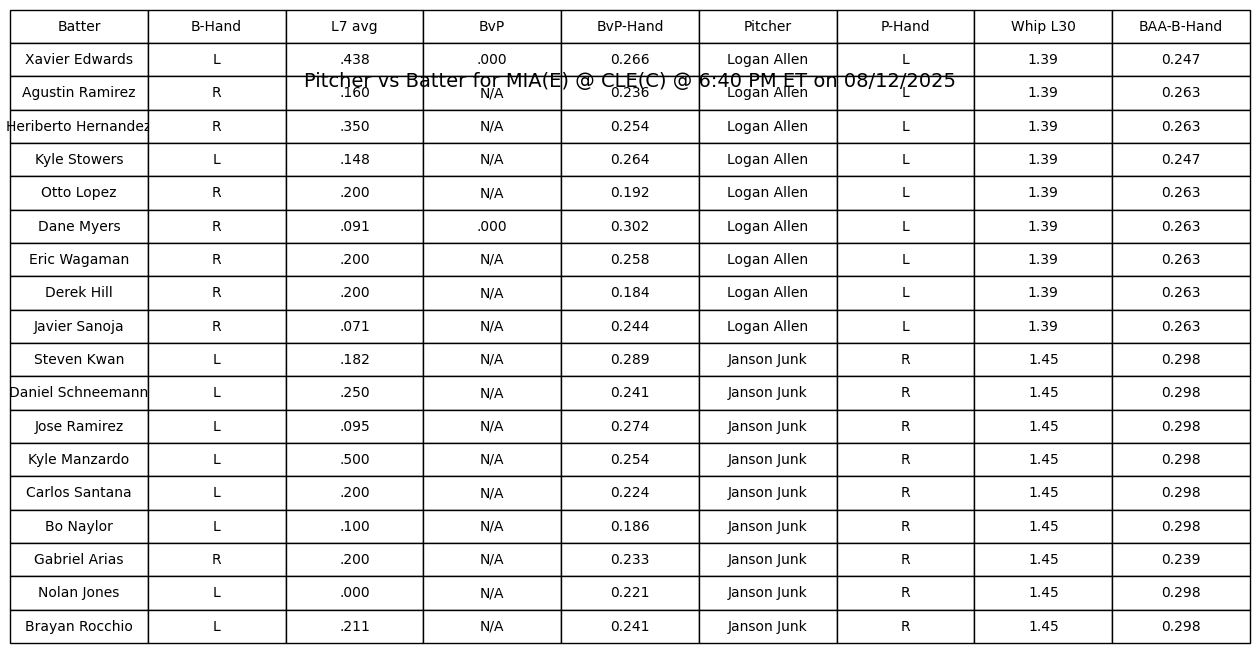 Batter B-Hand L7 avg BvP BvP-Hand Pitcher P-Hand Whip L30 BAA-B-Hand
Xavier Edwards L .438 .000 0.266 Logan Allen L 1.39 0.247
Pitcher vs Batter for MIA(E) @ CLE(C) @ 6:40 PM ET on 08/12/2025
Agustin Ramirez R .160 N/A 0.236 Logan Allen L 1.39 0.263
Heriberto Hernandez R .350 N/A 0.254 Logan Allen L 1.39 0.263
Kyle Stowers L .148 N/A 0.264 Logan Allen L 1.39 0.247
Otto Lopez R .200 N/A 0.192 Logan Allen L 1.39 0.263
Dane Myers R .091 .000 0.302 Logan Allen L 1.39 0.263
Eric Wagaman R .200 N/A 0.258 Logan Allen L 1.39 0.263
Derek Hill R .200 N/A 0.184 Logan Allen L 1.39 0.263
Javier Sanoja R .071 N/A 0.244 Logan Allen L 1.39 0.263
Steven Kwan L .182 N/A 0.289 Janson Junk R 1.45 0.298
Daniel Schneemann L .250 N/A 0.241 Janson Junk R 1.45 0.298
Jose Ramirez L .095 N/A 0.274 Janson Junk R 1.45 0.298
Kyle Manzardo L .500 N/A 0.254 Janson Junk R 1.45 0.298
Carlos Santana L .200 N/A 0.224 Janson Junk R 1.45 0.298
Bo Naylor L .100 N/A 0.186 Janson Junk R 1.45 0.298
Gabriel Arias R .200 N/A 0.233 Janson Junk R 1.45 0.239
Nolan Jones L .000 N/A 0.221 Janson Junk R 1.45 0.298
Brayan Rocchio L .211 N/A 0.241 Janson Junk R 1.45 0.298